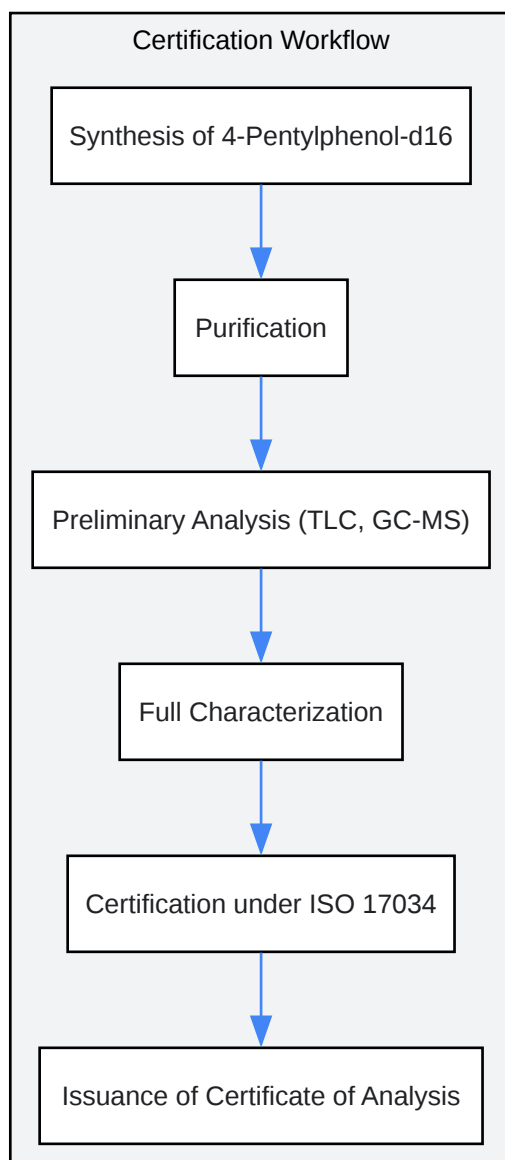 Certification Workflow
Synthesis of 4-Pentylphenol-d16
Purification
Preliminary Analysis (TLC, GC-MS)
Full Characterization
Certification under ISO 17034
Issuance of Certificate of Analysis